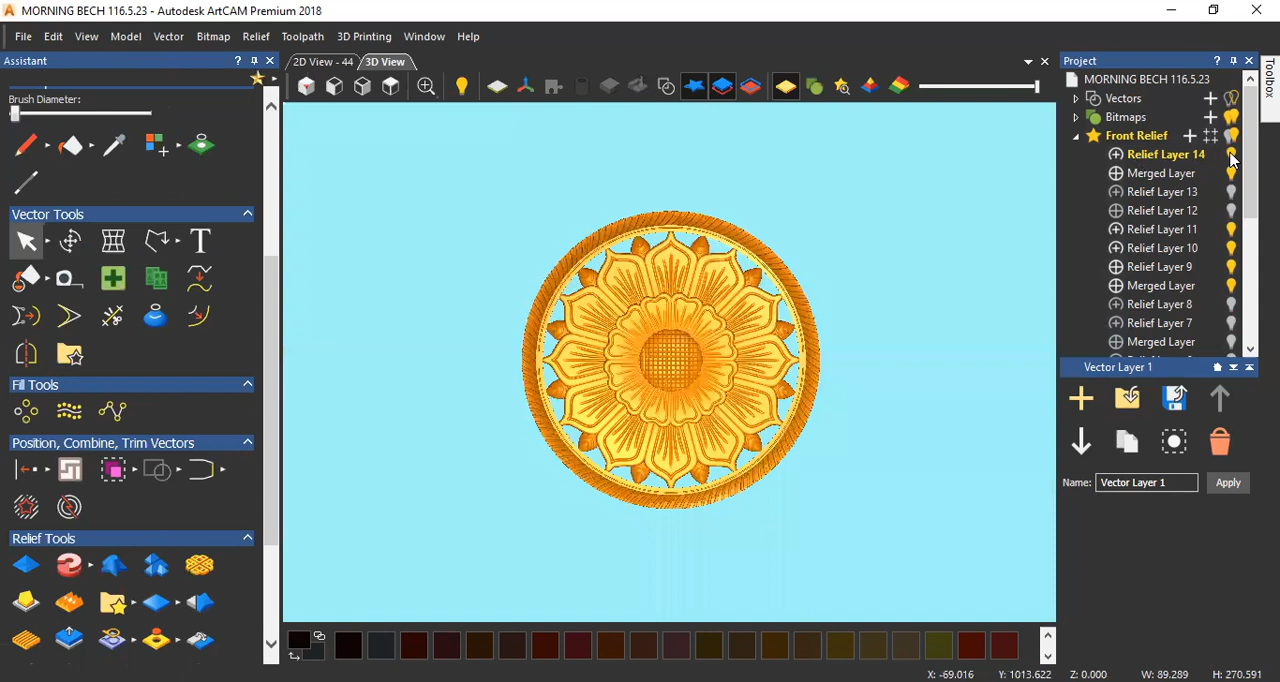 MORNING BECH 116.5.23 - Autodesk ArtCAM Premium 2018
File Edit View Model Vector Bitmap Relief Toolpath 3D Printing Window Help
Assistant ?
Brush Diameter:
Vector Tools
Fill Tools
Position, Combine, Trim Vectors
Relief Tools
2D View - 44 3D View
Project ?
MORNING BECH 116.5.23
Vectors
Bitmaps
Front Relief
Relief Layer 14
Merged Layer
Relief Layer 13
Relief Layer 12
Relief Layer 11
Relief Layer 10
Relief Layer 9
Merged Layer
Relief Layer 8
Relief Layer 7
Merged Layer
Vector Layer 1
Name: Vector Layer 1 Apply
Toolbox
X: -69.016 Y: 1013.622 Z: 0.000 W: 89.289 H: 270.591